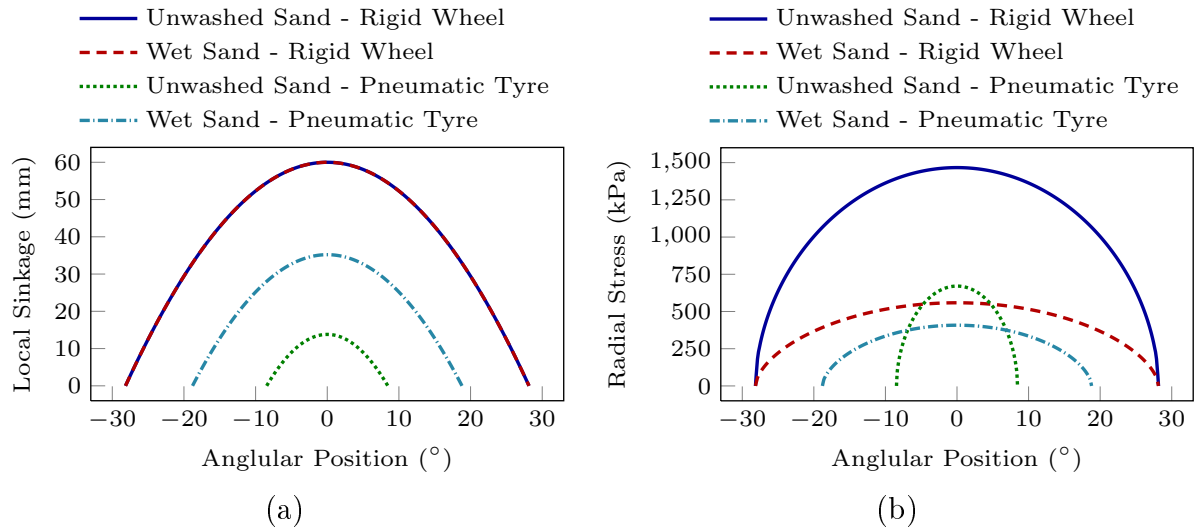 Unwashed Sand - Rigid Wheel
Wet Sand - Rigid Wheel
Unwashed Sand - Pneumatic Tyre
Wet Sand - Pneumatic Tyre
Local Sinkage (mm)
60
50
40
30
20
10
0
−30 −20 −10 0 10 20 30
Anglular Position (°)
(a)
Unwashed Sand - Rigid Wheel
Wet Sand - Rigid Wheel
Unwashed Sand - Pneumatic Tyre
Wet Sand - Pneumatic Tyre
Radial Stress (kPa)
1,500
1,250
1,000
750
500
250
0
−30 −20 −10 0 10 20 30
Anglular Position (°)
(b)